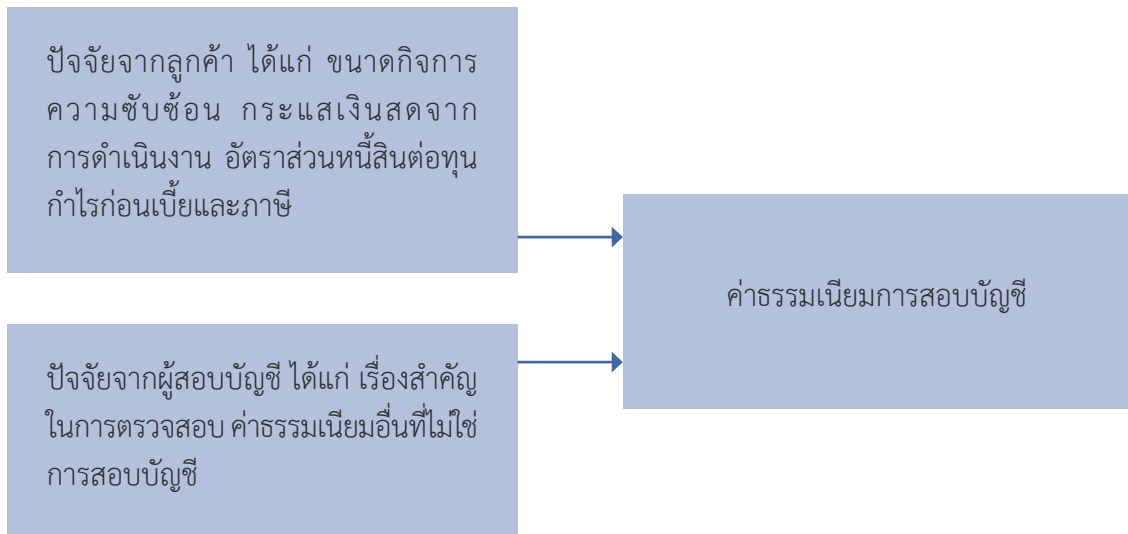 ปัจจัยจากลูกค้า ได้แก่ ขนาดกิจการ
ความซับซ้อน กระแสเงินสดจาก
การดำเนินงาน อัตราส่วนหนี้สินต่อทุน
กำไรก่อนเบี้ยและภาษี
ค่าธรรมเนียมการสอบบัญชี
ปัจจัยจากผู้สอบบัญชี ได้แก่ เรื่องสำคัญ
ในการตรวจสอบ ค่าธรรมเนียมอื่นที่ไม่ใช่
การสอบบัญชี